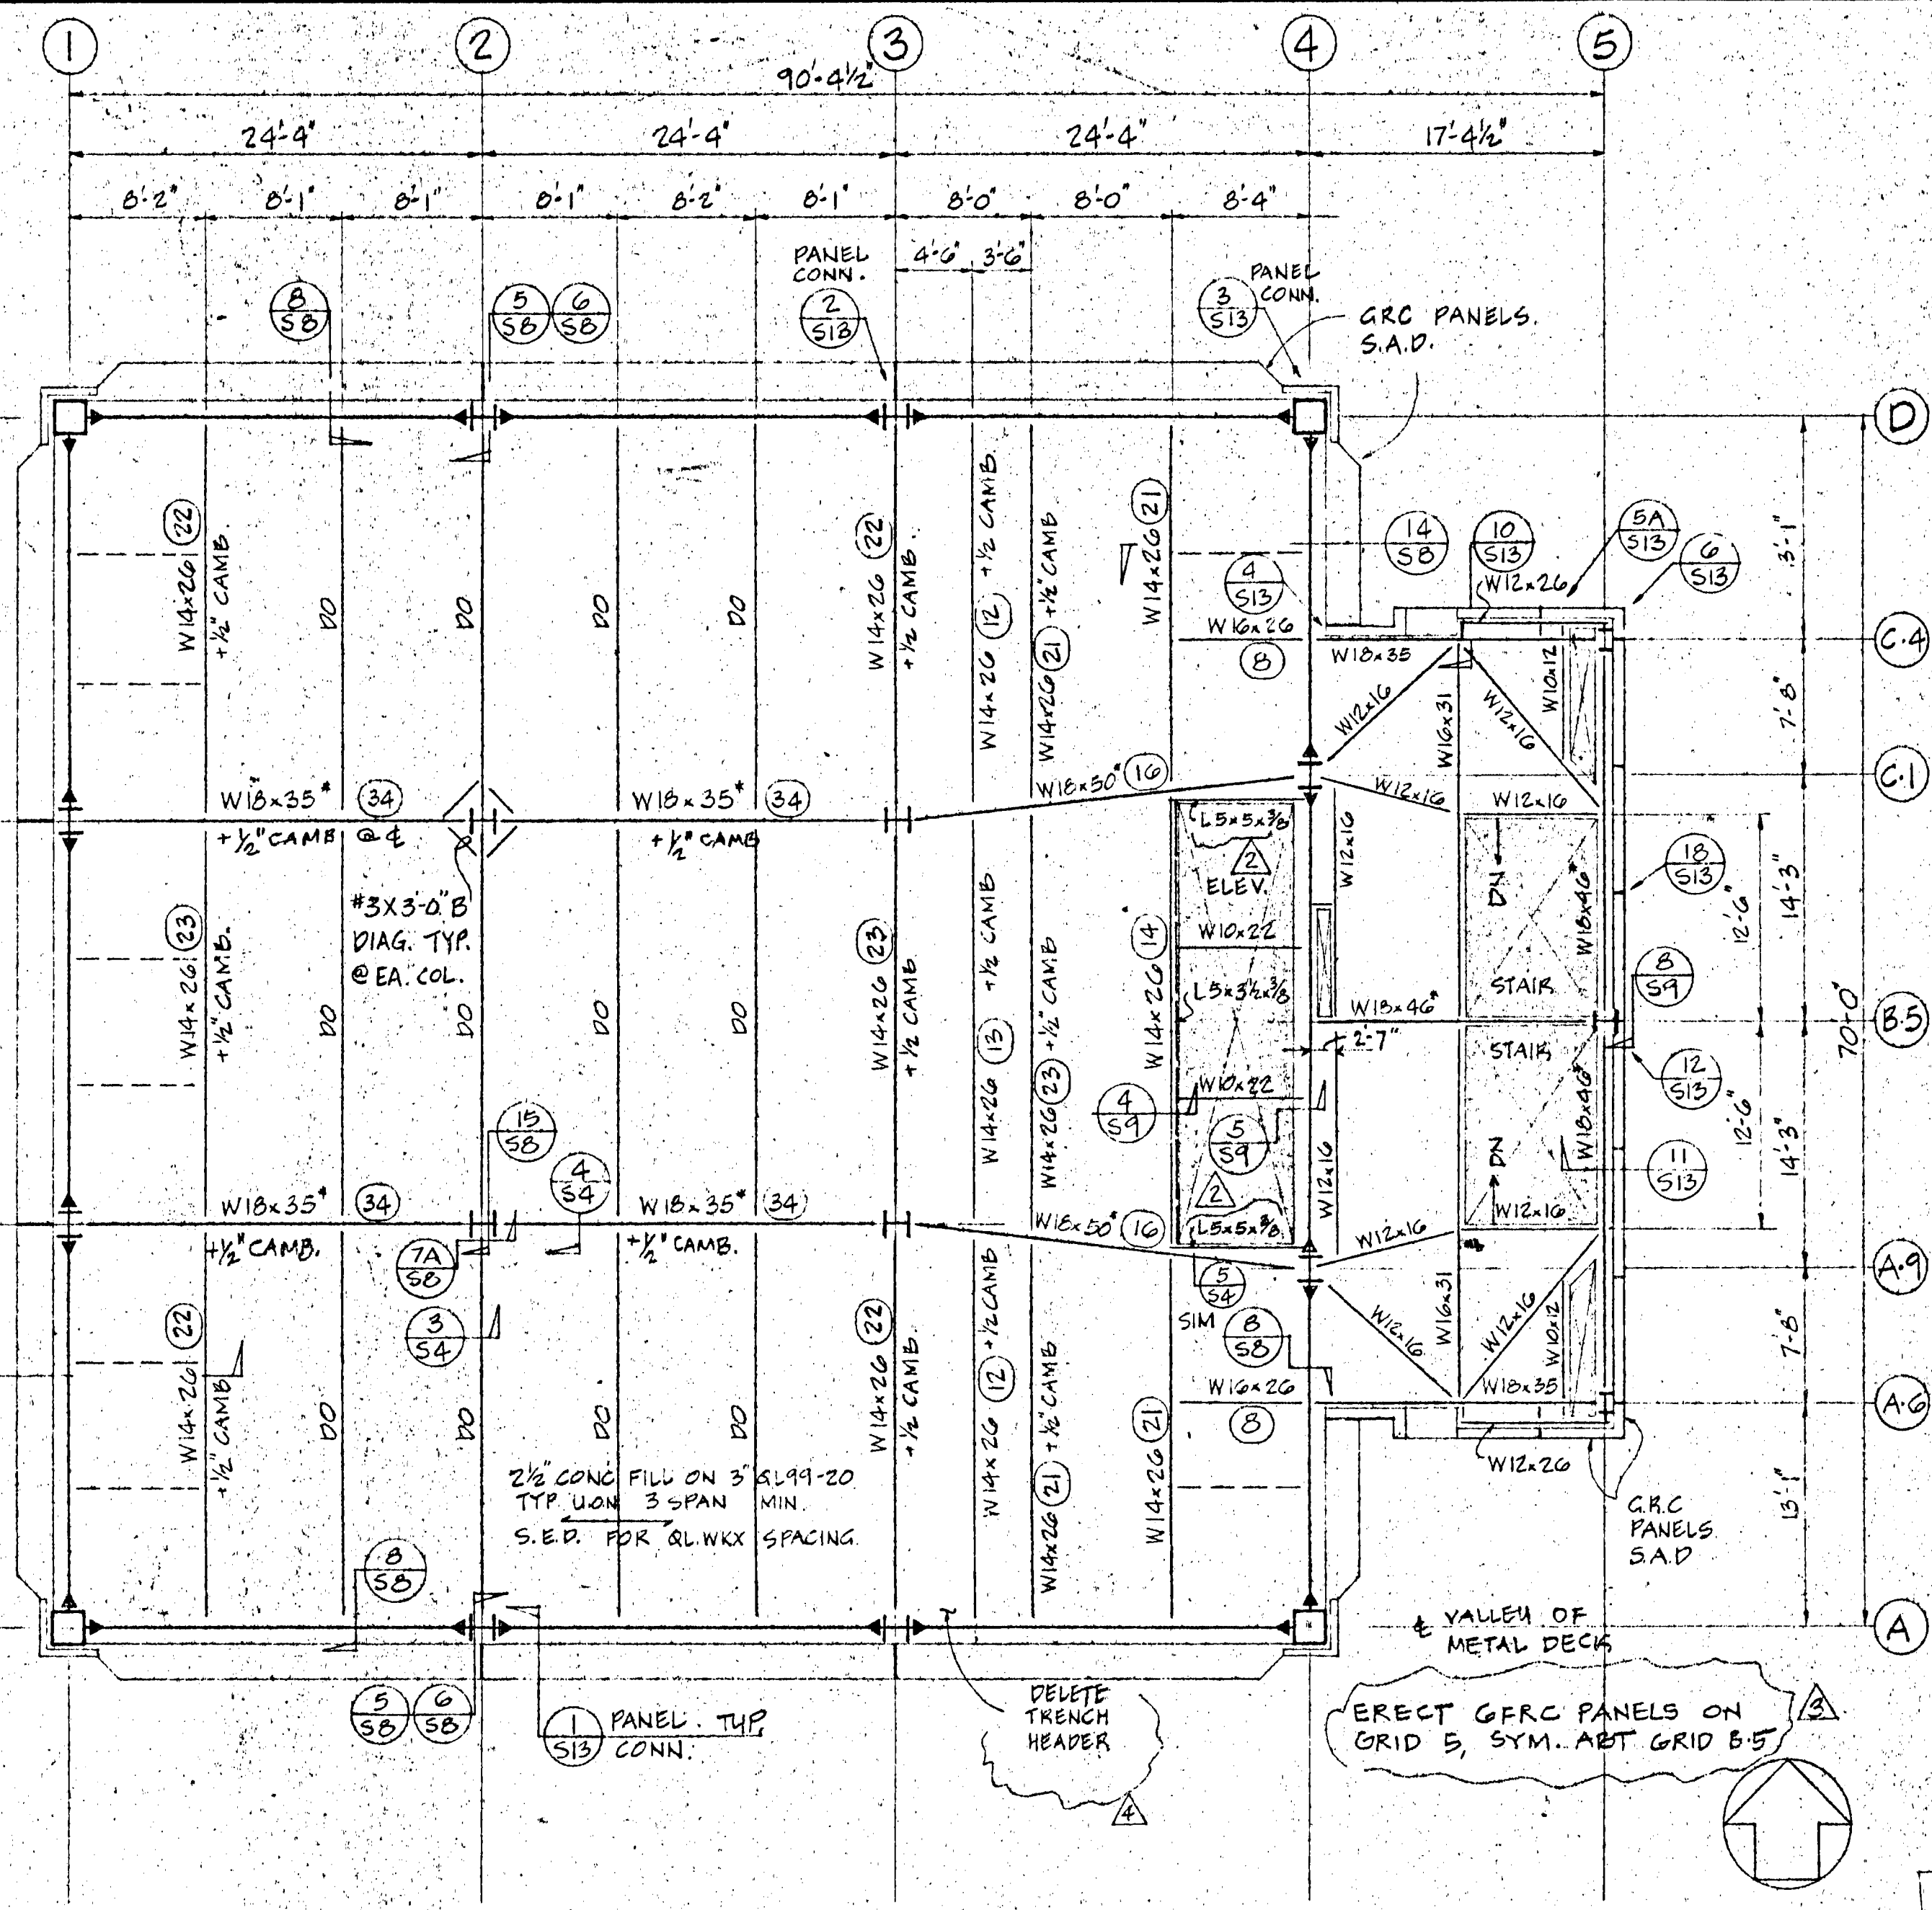 1
2
3
4
5
90'-4½"
24'-4"
24'-4"
24'-4"
17'-4½"
8'-2"
8'-1"
8'-1"
8'-1"
8'-2"
8'-1"
8'-0"
8'-0"
8'-4"
4'-6"
3'-6"
PANEL
CONN.
2
S13
PANEL
CONN.
3
S13
8
S8
5
S8
6
S8
GRC PANELS.
S.A.D.
D
W14x26 22
+½" CAMB.
DO
DO
DO
DO
W14x26 22
+½ CAMB.
W14x26 12 +½ CAMB.
W14x26 21 +½" CAMB
W14x26 21
4
S13
14
S8
10
S13
5A
S13
6
S13
W12x26
3'-1"
W16x26
8
W18x35
C.4
W12x16
W16x31
W12x16
W10x12
7'-8"
C.1
W18x35* 34
+½" CAMB @ ℄
W18x35* 34
+½" CAMB
W18x50* 16
W12x16
W12x16
L5x5x⅜
2
ELEV.
W12x16
DN
W18x46*
18
S13
12'-6"
14'-3"
#3X3'-0" B
DIAG. TYP.
@ EA. COL.
W14x26 23
+½" CAMB.
DO
DO
DO
DO
W14x26 23
+½ CAMB
W14x26 13 +½ CAMB
W14x26 23 +½" CAMB
W14x26 14
W10x22
L5x3½x⅜
STAIR
8
S9
W18x46*
2'-7"
B.5
70'-0"
STAIR
W10x22
4
S9
5
S9
2
W12x16
W18x46*
12
S13
12'-6"
14'-3"
11
S13
DN
W12x16
15
S8
4
S4
W18x35* 34
+½" CAMB.
W18x35* 34
+½" CAMB.
W18x50* 16
L5x5x⅜
W12x16
7A
S8
3
S4
5
S4
SIM
8
S8
A.9
W12x16
W16x31
W12x16
W10x12
7'-8"
W14x26 22
+½" CAMB
DO
DO
DO
DO
W14x26 22
+½ CAMB
W14x26 12 +½ CAMB
W14x26 21 +½" CAMB
W14x26 21
W16x26
8
W18x35
A.6
W12x26
13'-1"
2½" CONC FILL ON 3" QL99-20
TYP U.O.N 3 SPAN MIN.
S.E.D. FOR QL.WKX SPACING
8
S8
G.R.C
PANELS
S.A.D
℄ VALLEY OF
METAL DECK
A
5
S8
6
S8
1
S13
PANEL TYP.
CONN.
DELETE
TRENCH
HEADER
4
ERECT GFRC PANELS ON
GRID 5, SYM. ABT GRID B.5
3